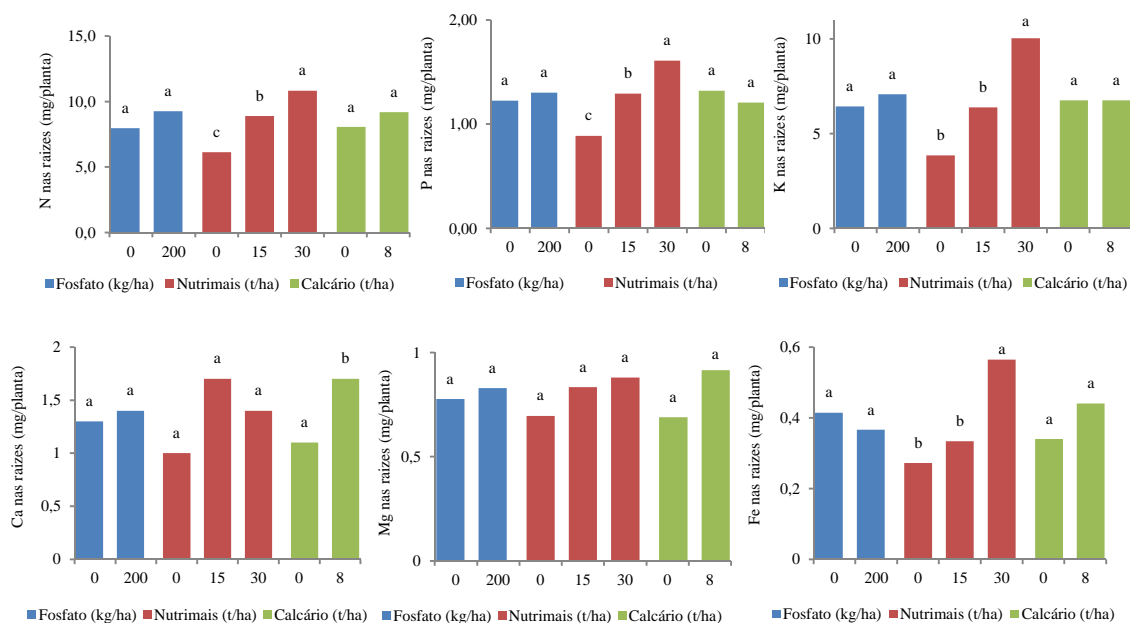 N nas raizes (mg/planta)
15,0
10,0
5,0
0,0
a a c b a a a
0 200 0 15 30 0 8
Fosfato (kg/ha) Nutrimais (t/ha) Calcário (t/ha)
P nas raizes (mg/planta)
2,00
1,00
0,00
a a c b a a a
0 200 0 15 30 0 8
Fosfato (kg/ha) Nutrimais (t/ha)
K nas raizes (mg/planta)
10
5
0
a a b b a a a
0 200 0 15 30 0 8
Fosfato (kg/ha) Nutrimais (t/ha) Calcário (t/ha)
Ca nas raizes (mg/planta)
2
1,5
1
0,5
0
a a a a a a b
0 200 0 15 30 0 8
Fosfato (kg/ha) Nutrimais (t/ha) Calcário (t/ha)
Mg nas raizes (mg/planta)
1
0,5
0
a a a a a a a
0 200 0 15 30 0 8
Fosfato (kg/ha) Nutrimais (t/ha) Calcário (t/ha)
Fe nas raizes (mg/planta)
0,6
0,4
0,2
0
a a b b a a a
0 200 0 15 30 0 8
Fosfato (kg/ha) Nutrimais (t/ha) Calcário (t/ha)